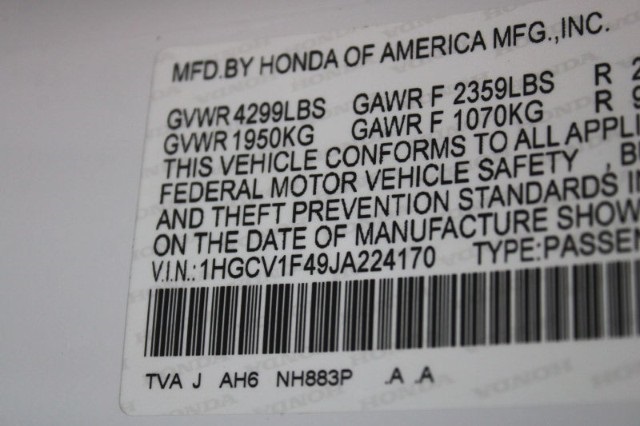 MFD.BY HONDA OF AMERICA MFG.,INC.
GVWR 4299LBS GAWR F 2359LBS R 2
GVWR 1950KG GAWR F 1070KG R 9
THIS VEHICLE CONFORMS TO ALL APPLI
FEDERAL MOTOR VEHICLE SAFETY , B
AND THEFT PREVENTION STANDARDS I
ON THE DATE OF MANUFACTURE SHOW
V.I.N.:1HGCV1F49JA224170 TYPE:PASSEN
TVA J AH6 NH883P .A .A